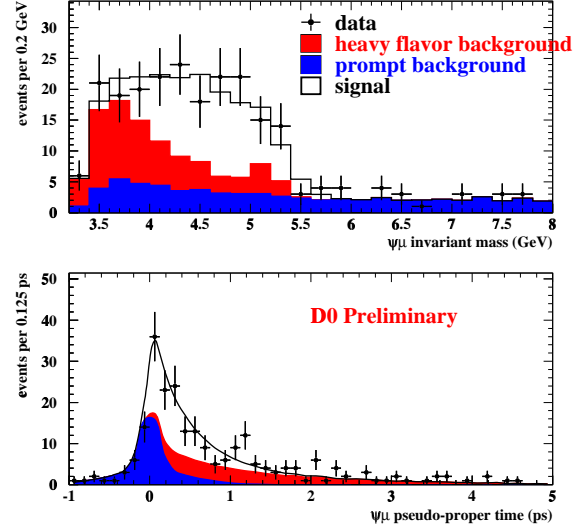 events per 0.2 GeV
30
25
20
15
10
5
0
data
heavy flavor background
prompt background
signal
3.5 4 4.5 5 5.5 6 6.5 7 7.5 8
ψμ invariant mass (GeV)
events per 0.125 ps
50
40
30
20
10
0
D0 Preliminary
-1 0 1 2 3 4 5
ψμ pseudo-proper time (ps)